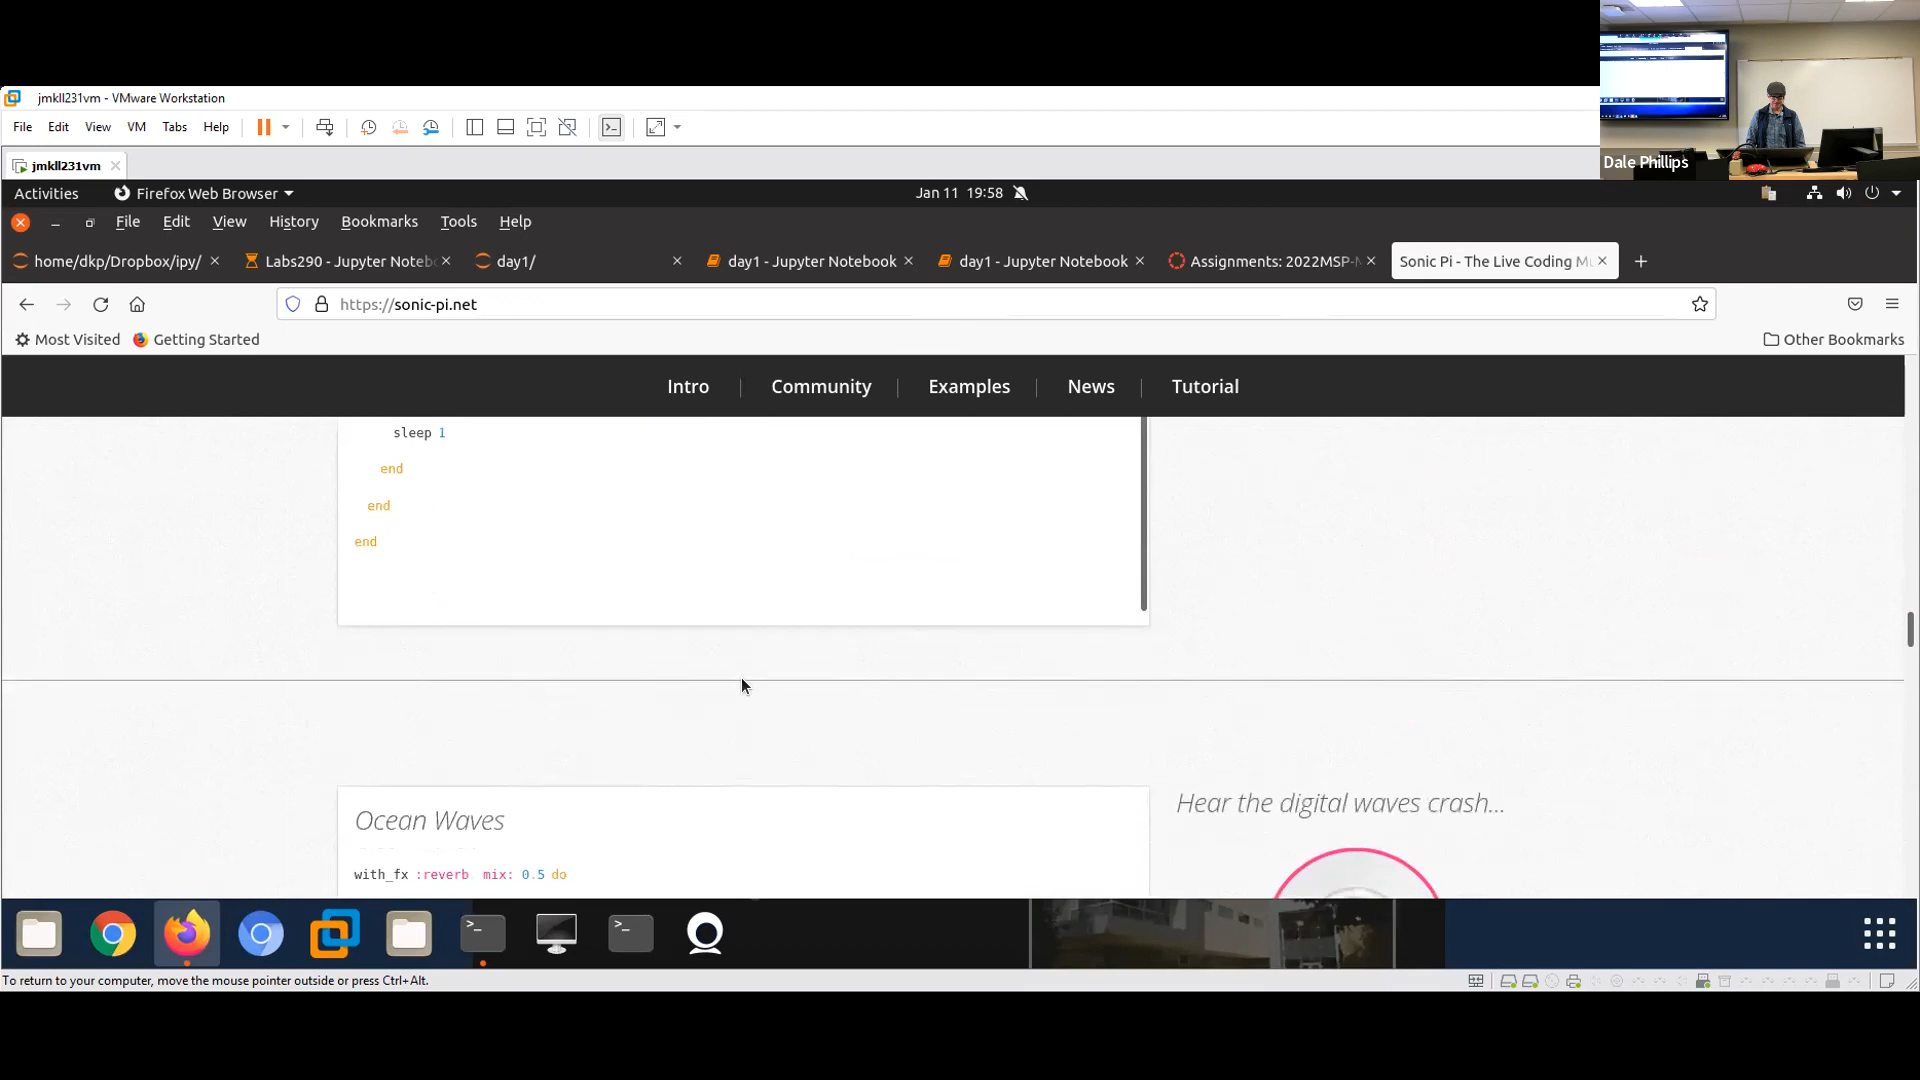 jmkll231vm - VMware Workstation
File Edit View VM Tabs Help
jmkll231vm
Dale Phillips
Activities Firefox Web Browser Jan 11 19:58
File Edit View History Bookmarks Tools Help
home/dkp/Dropbox/ipy/ Labs290 - Jupyter Noteb day1/ day1 - Jupyter Notebook day1 - Jupyter Notebook Assignments: 2022MSP-M Sonic Pi - The Live Coding Mu
https://sonic-pi.net
Most Visited Getting Started Other Bookmarks
Intro | Community | Examples | News | Tutorial
sleep 1
end
end
end
Ocean Waves
Hear the digital waves crash...
with_fx :reverb mix: 0.5 do
To return to your computer, move the mouse pointer outside or press Ctrl+Alt.